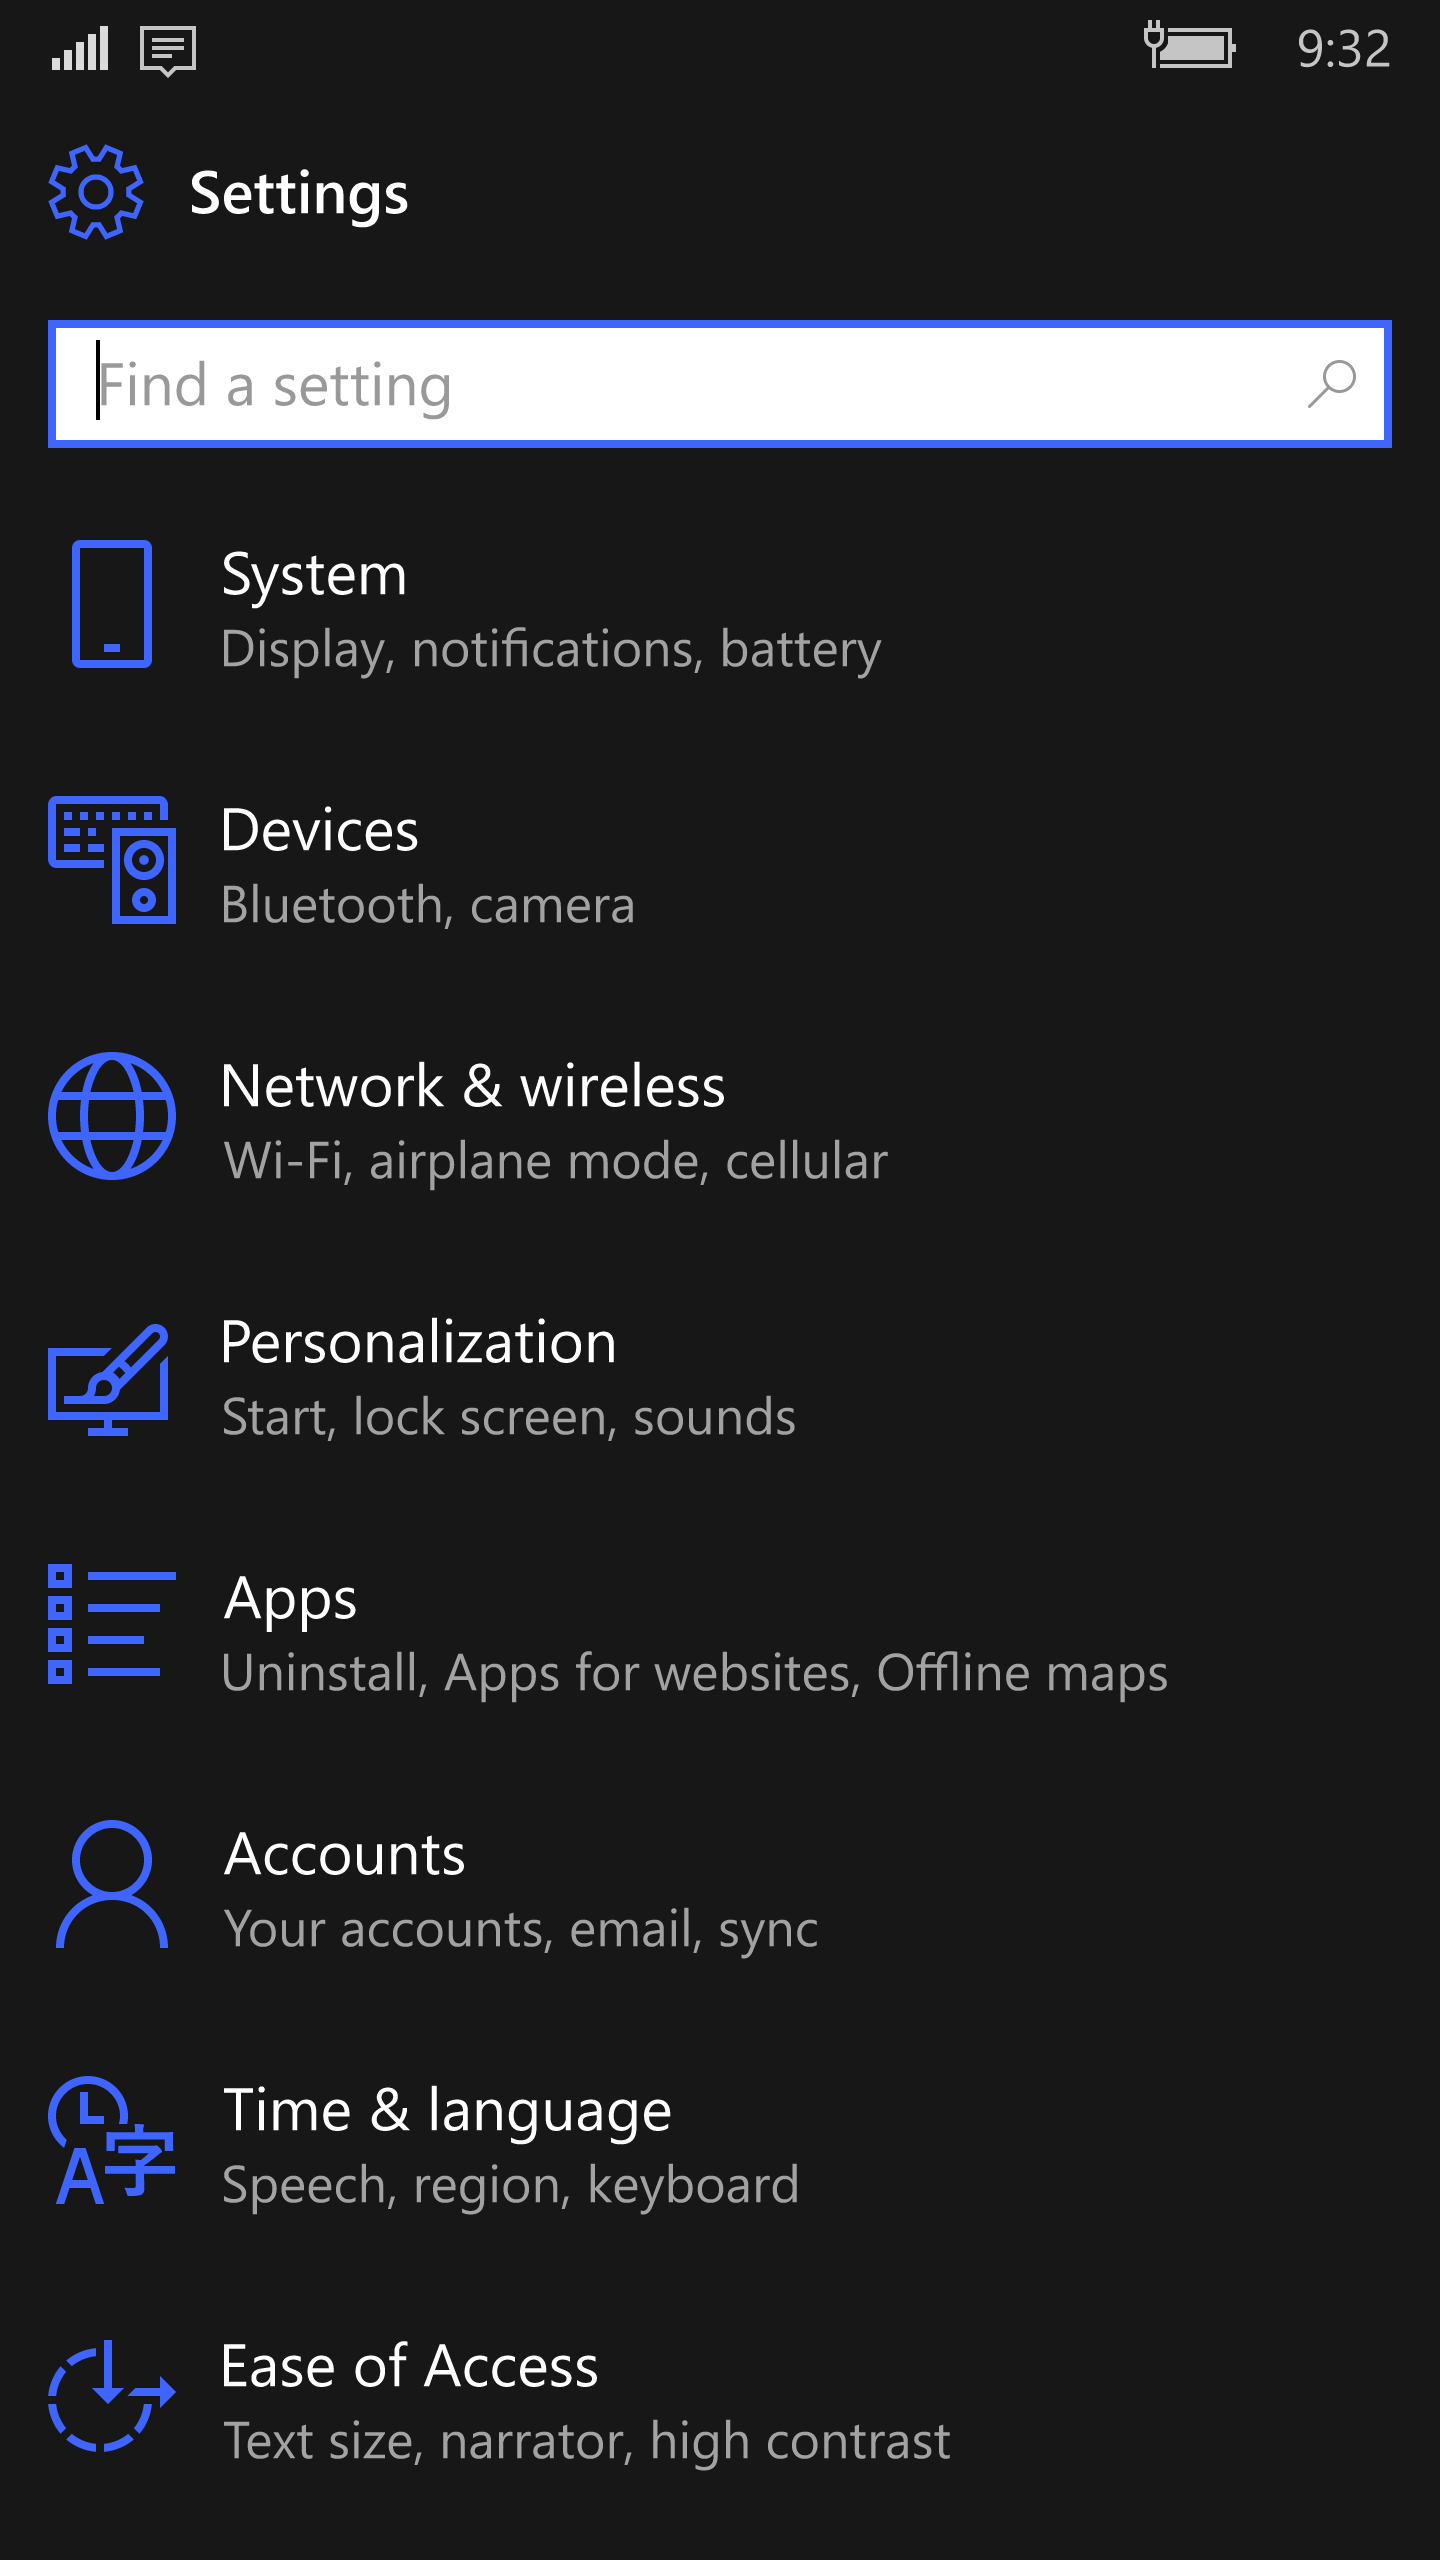 9:32
Settings
Find a setting
System
Display, notifications, battery
Devices
Bluetooth, camera
Network & wireless
Wi-Fi, airplane mode, cellular
Personalization
Start, lock screen, sounds
Apps
Uninstall, Apps for websites, Offline maps
Accounts
Your accounts, email, sync
A字
Time & language
Speech, region, keyboard
Ease of Access
Text size, narrator, high contrast